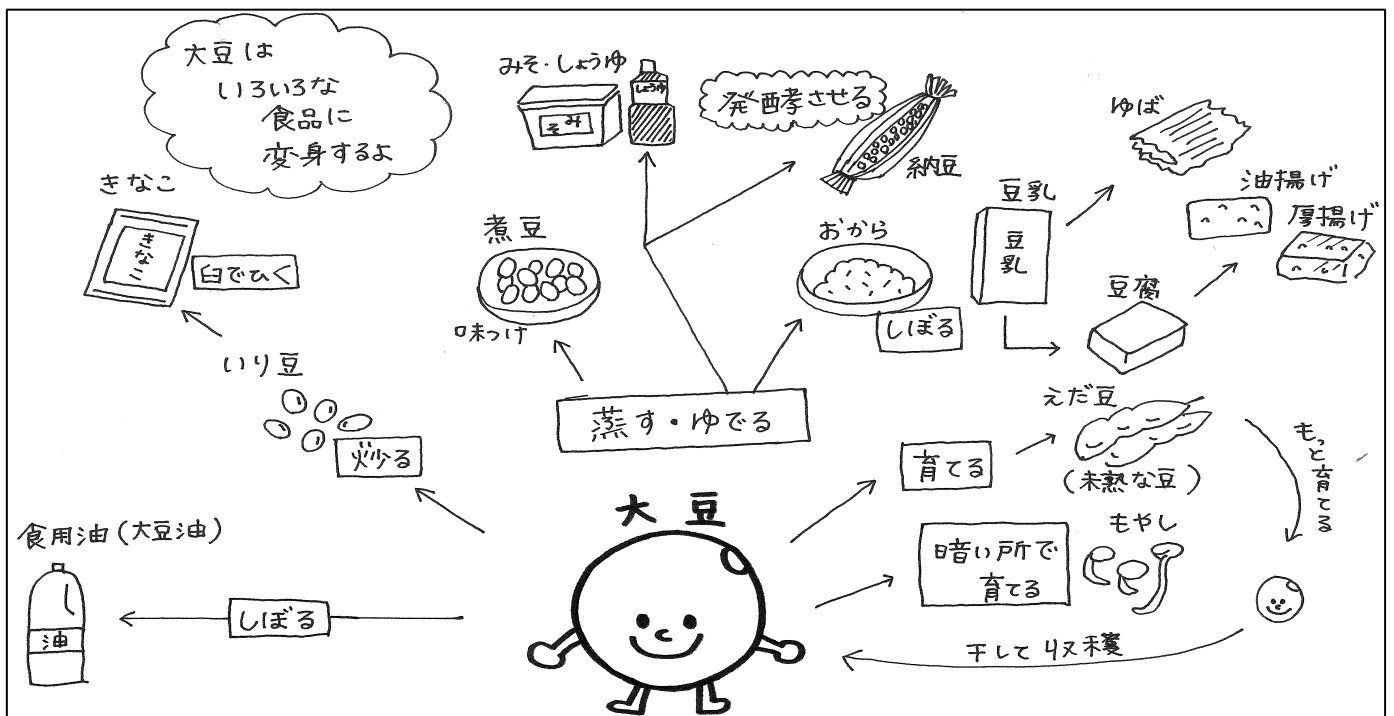 大豆は
いろいろな
食品に
変身するよ
みそ・しょうゆ
みそ
しょうゆ
発酵させる
納豆
ゆば
油揚げ
厚揚げ
きなこ
きなこ
臼でひく
煮豆
味つけ
おから
しぼる
豆乳
豆乳
豆腐
いり豆
炒る
蒸す・ゆでる
えだ豆
(未熟な豆)
育てる
もっと育てる
大豆
もやし
暗い所で
育てる
食用油(大豆油)
油
しぼる
干して収穫